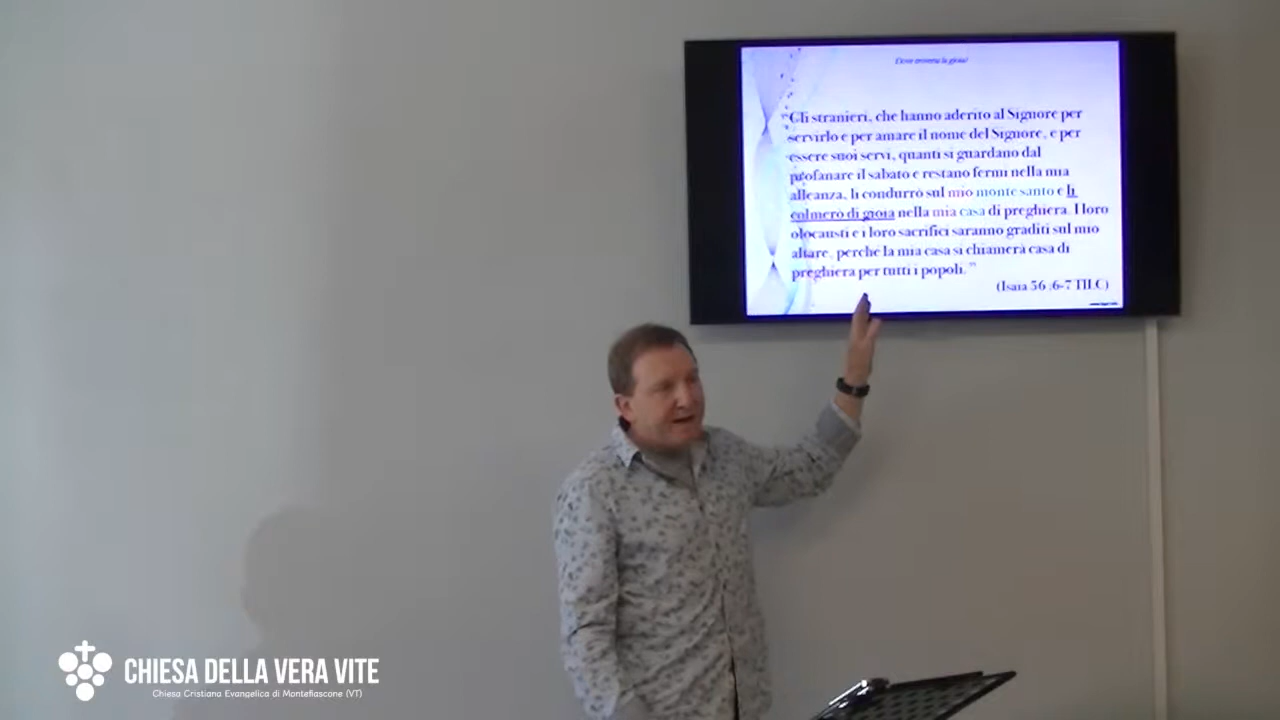 Dove troverai la gioia?
“Gli stranieri, che hanno aderito al Signore per
servirlo e per amare il nome del Signore, e per
essere suoi servi, quanti si guardano dal
profanare il sabato e restano fermi nella mia
alleanza, li condurrò sul mio monte santo e li
colmerò di gioia nella mia casa di preghiera. I loro
olocausti e i loro sacrifici saranno graditi sul mio
altare, perché la mia casa si chiamerà casa di
preghiera per tutti i popoli.”
(Isaia 56 :6-7 TILC)
CHIESA DELLA VERA VITE
Chiesa Cristiana Evangelica di Montefiascone (VT)